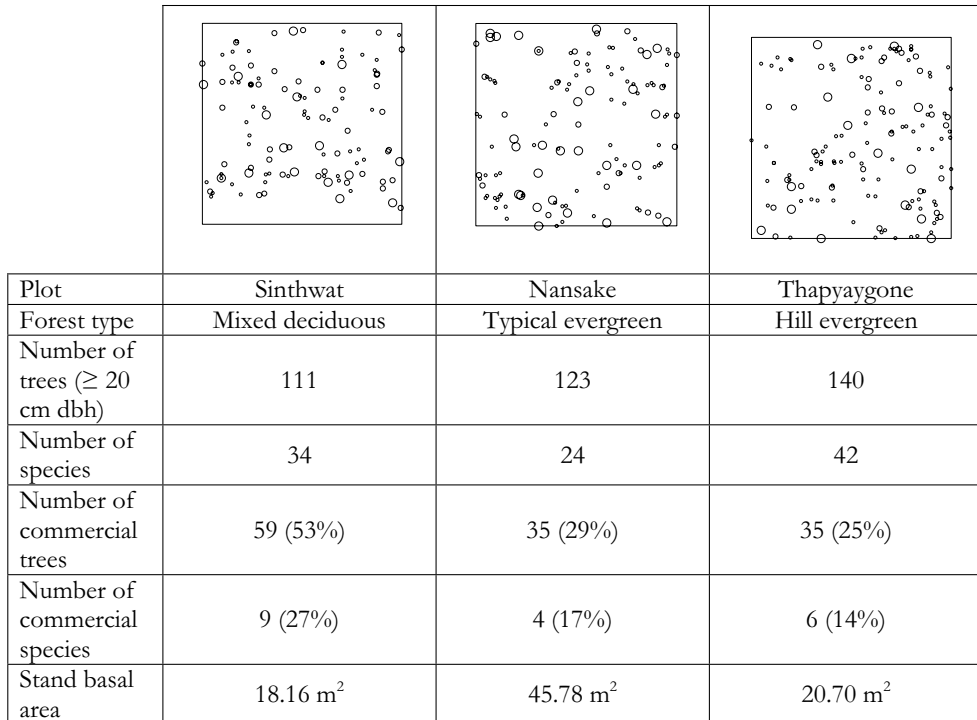 Plot Sinthwat Nansake Thapyaygone
Forest type Mixed deciduous Typical evergreen Hill evergreen
Number of
trees (≥ 20
cm dbh) 111 123 140
Number of
species 34 24 42
Number of
commercial
trees 59 (53%) 35 (29%) 35 (25%)
Number of
commercial
species 9 (27%) 4 (17%) 6 (14%)
Stand basal
area 18.16 m² 45.78 m² 20.70 m²